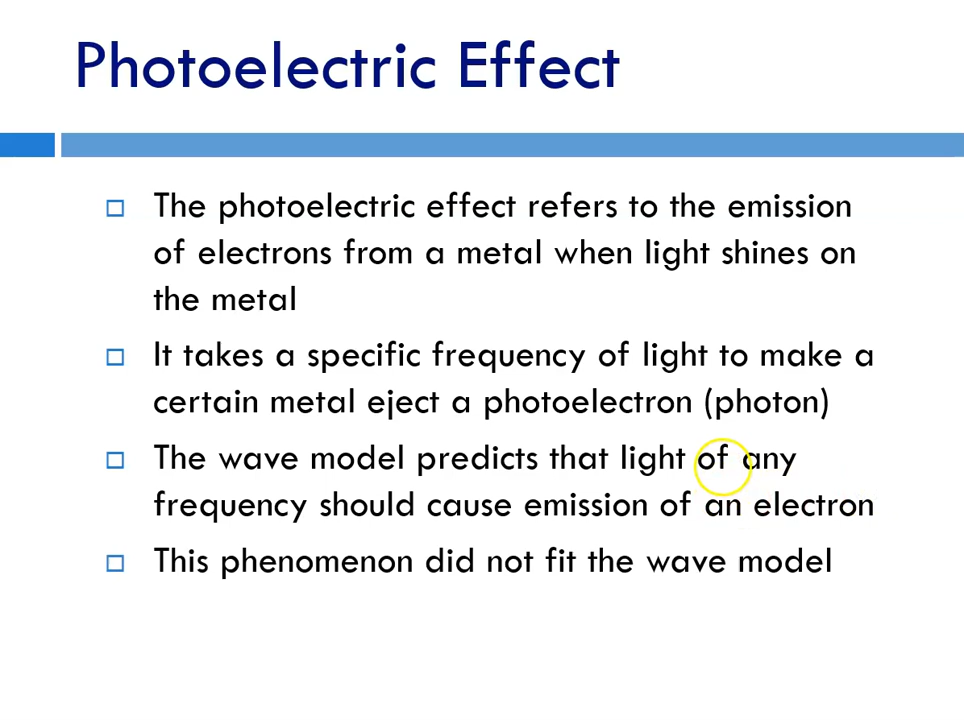 Photoelectric Effect
The photoelectric effect refers to the emission
of electrons from a metal when light shines on
the metal
It takes a specific frequency of light to make a
certain metal eject a photoelectron (photon)
The wave model predicts that light of any
frequency should cause emission of an electron
This phenomenon did not fit the wave model